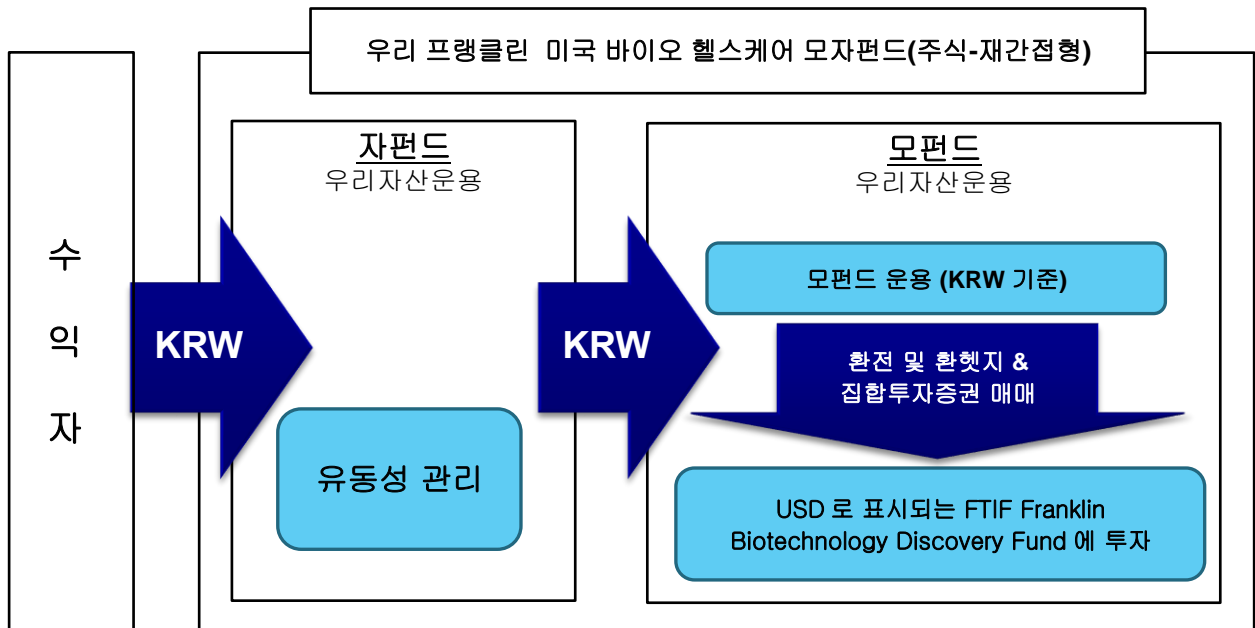 우리 프랭클린 미국 바이오 헬스케어 모자펀드(주식-재간접형)
수
익
자
KRW
자펀드
우리자산운용
유동성 관리
KRW
모펀드
우리자산운용
모펀드 운용 (KRW 기준)
환전 및 환헷지 &
집합투자증권 매매
USD 로 표시되는 FTIF Franklin
Biotechnology Discovery Fund 에 투자